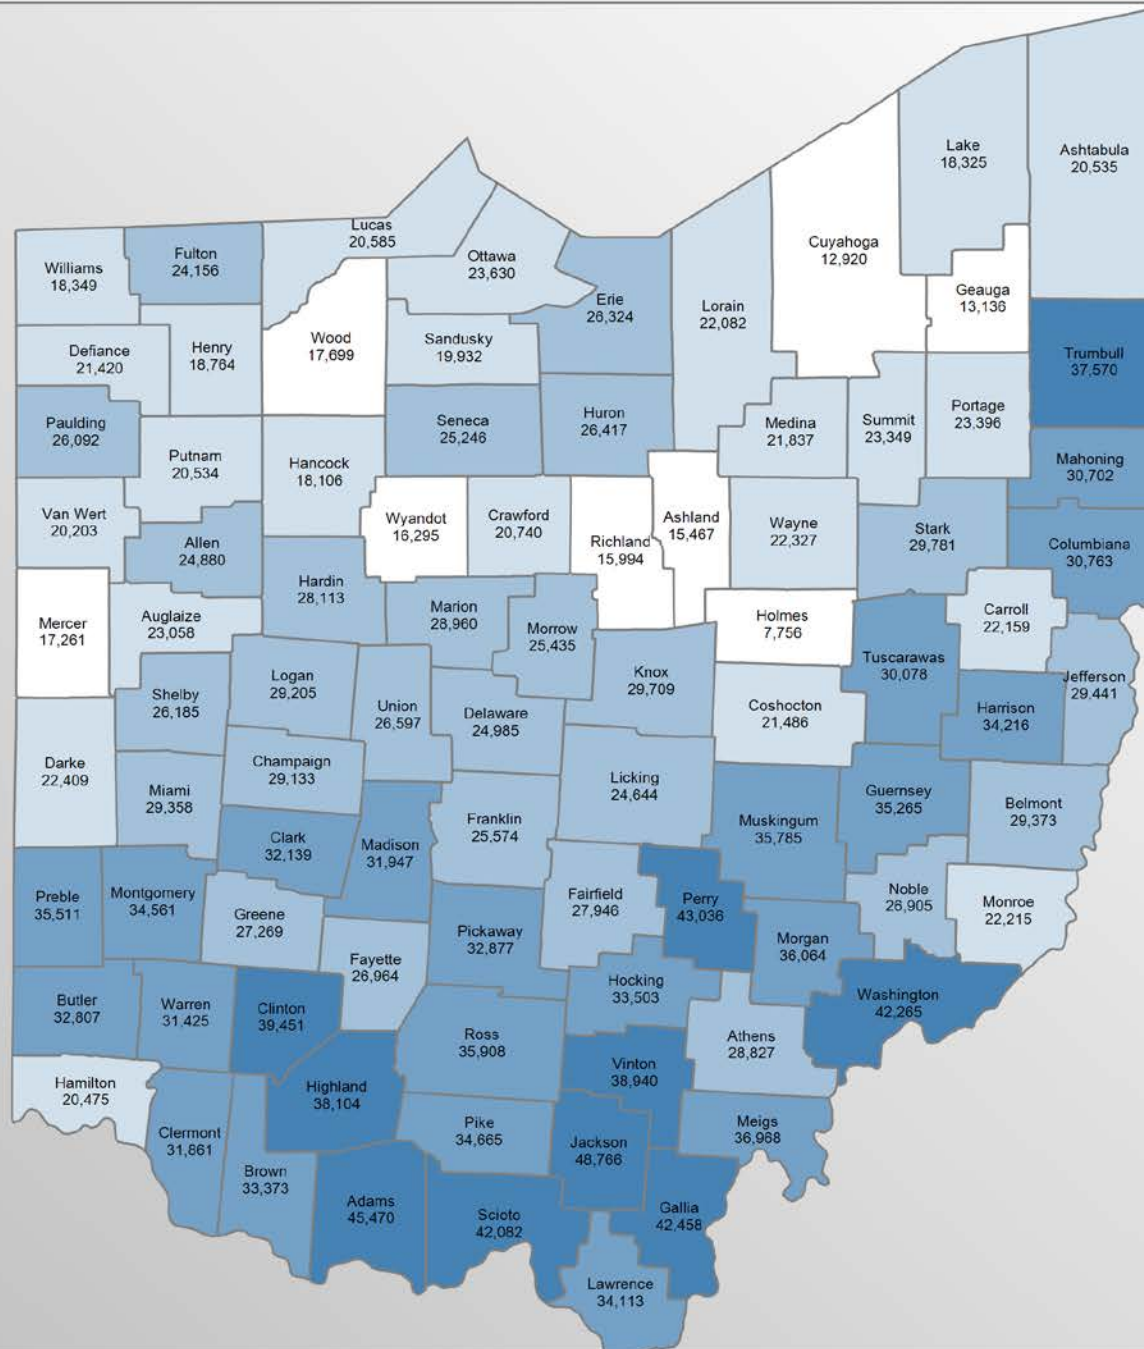 Lake
18,325
Ashtabula
20,535
Lucas
20,585
Cuyahoga
12,920
Fulton
24,156
Ottawa
23,630
Williams
18,349
Geauga
13,136
Erie
26,324
Lorain
22,082
Wood
17,699
Sandusky
19,932
Henry
18,764
Defiance
21,420
Trumbull
37,570
Paulding
26,092
Seneca
25,246
Huron
26,417
Medina
21,837
Summit
23,349
Portage
23,396
Putnam
20,534
Hancock
18,106
Mahoning
30,702
Van Wert
20,203
Allen
24,880
Wyandot
16,295
Crawford
20,740
Richland
15,994
Ashland
15,467
Wayne
22,327
Stark
29,781
Columbiana
30,763
Hardin
28,113
Mercer
17,261
Auglaize
23,058
Marion
28,960
Morrow
25,435
Holmes
7,756
Carroll
22,159
Tuscarawas
30,078
Knox
29,709
Logan
29,205
Shelby
26,185
Union
26,597
Delaware
24,985
Coshocton
21,486
Harrison
34,216
Jefferson
29,441
Darke
22,409
Miami
29,358
Champaign
29,133
Licking
24,644
Guernsey
35,265
Belmont
29,373
Franklin
25,574
Muskingum
35,785
Clark
32,139
Madison
31,947
Preble
35,511
Montgomery
34,561
Greene
27,269
Fairfield
27,946
Perry
43,036
Noble
26,905
Monroe
22,215
Pickaway
32,877
Morgan
36,064
Fayette
26,964
Hocking
33,503
Washington
42,265
Butler
32,807
Warren
31,425
Clinton
39,451
Ross
35,908
Athens
28,827
Vinton
38,940
Hamilton
20,475
Highland
38,104
Clermont
31,861
Pike
34,665
Jackson
48,766
Meigs
36,968
Brown
33,373
Adams
45,470
Scioto
42,082
Gallia
42,458
Lawrence
34,113